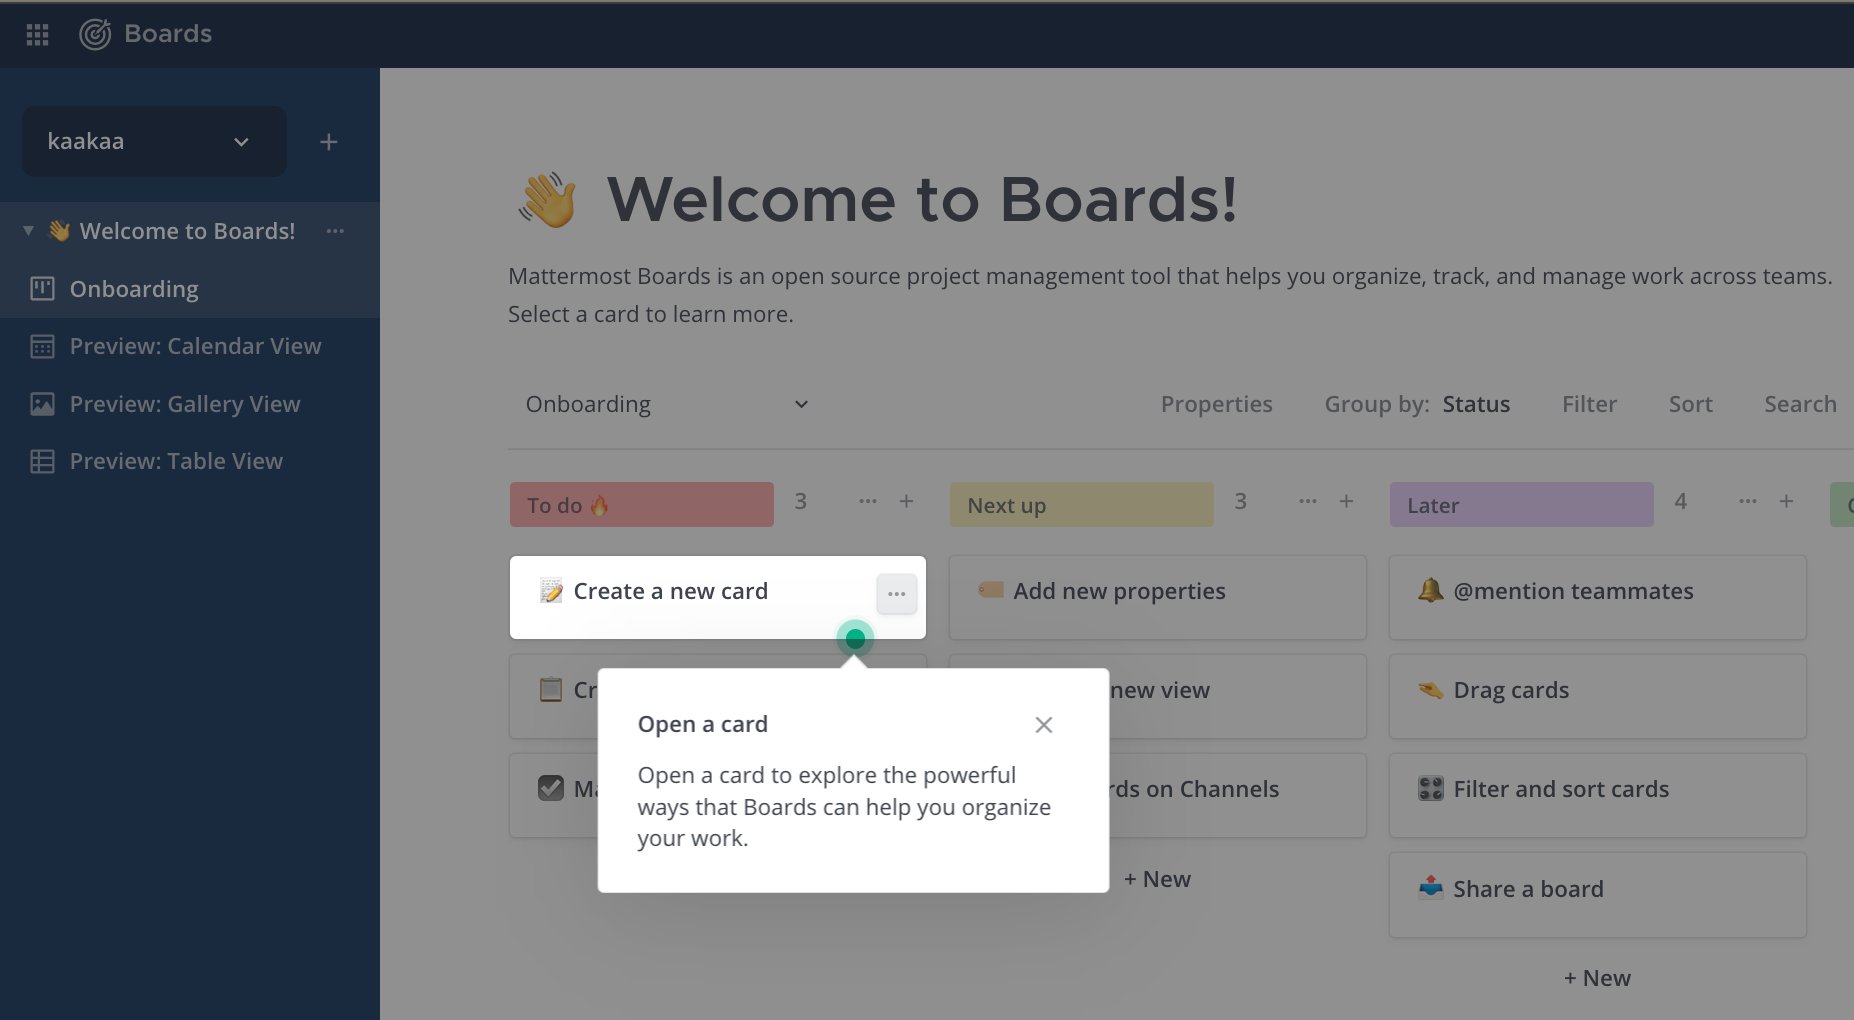 Boards
kaakaa
Welcome to Boards!
Onboarding
Preview: Calendar View
Preview: Gallery View
Preview: Table View
Welcome to Boards!
Mattermost Boards is an open source project management tool that helps you organize, track, and manage work across teams.
Select a card to learn more.
Onboarding
Properties Group by: Status Filter Sort Search
To do 3
Create a new card
Open a card
Open a card to explore the powerful
ways that Boards can help you organize
your work.
Next up 3
Add new properties
new view
on Channels
+ New
Later 4
@mention teammates
Drag cards
Filter and sort cards
Share a board
+ New